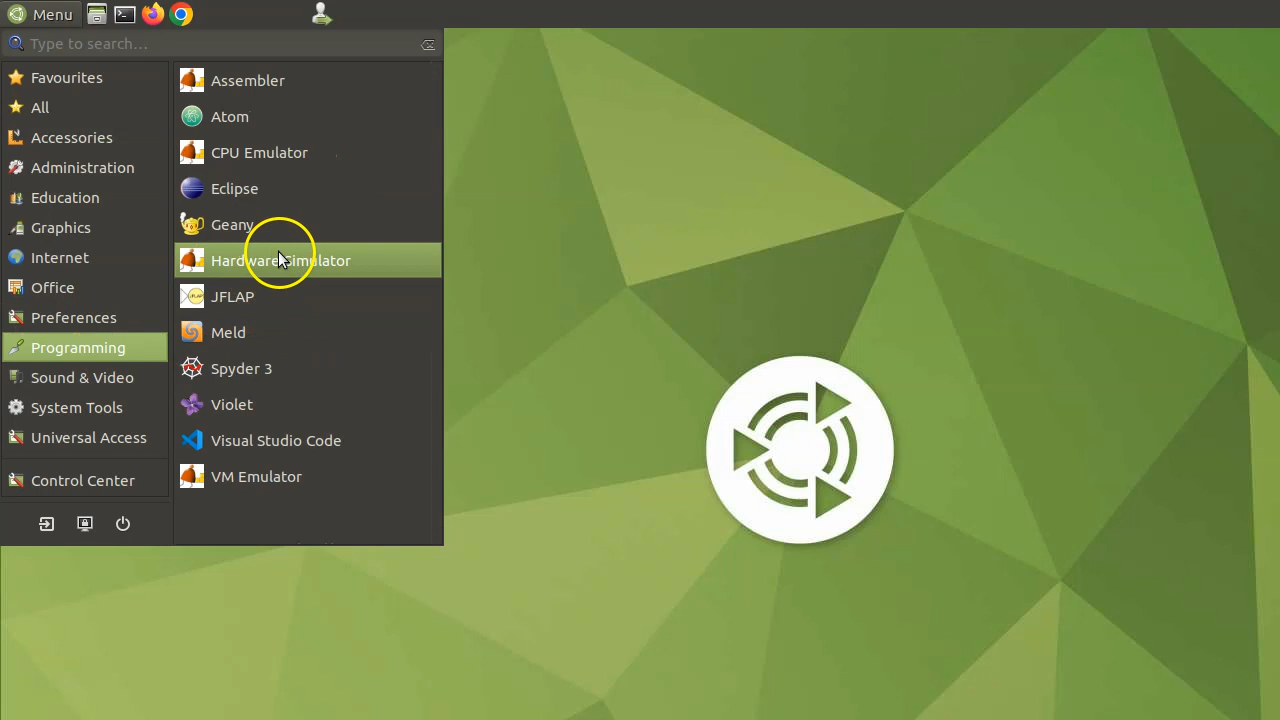 Menu
Type to search...
Favourites
All
Accessories
Administration
Education
Graphics
Internet
Office
Preferences
Programming
Sound & Video
System Tools
Universal Access
Control Center
Assembler
Atom
CPU Emulator
Eclipse
Geany
Hardware Simulator
JFLAP
Meld
Spyder 3
Violet
Visual Studio Code
VM Emulator